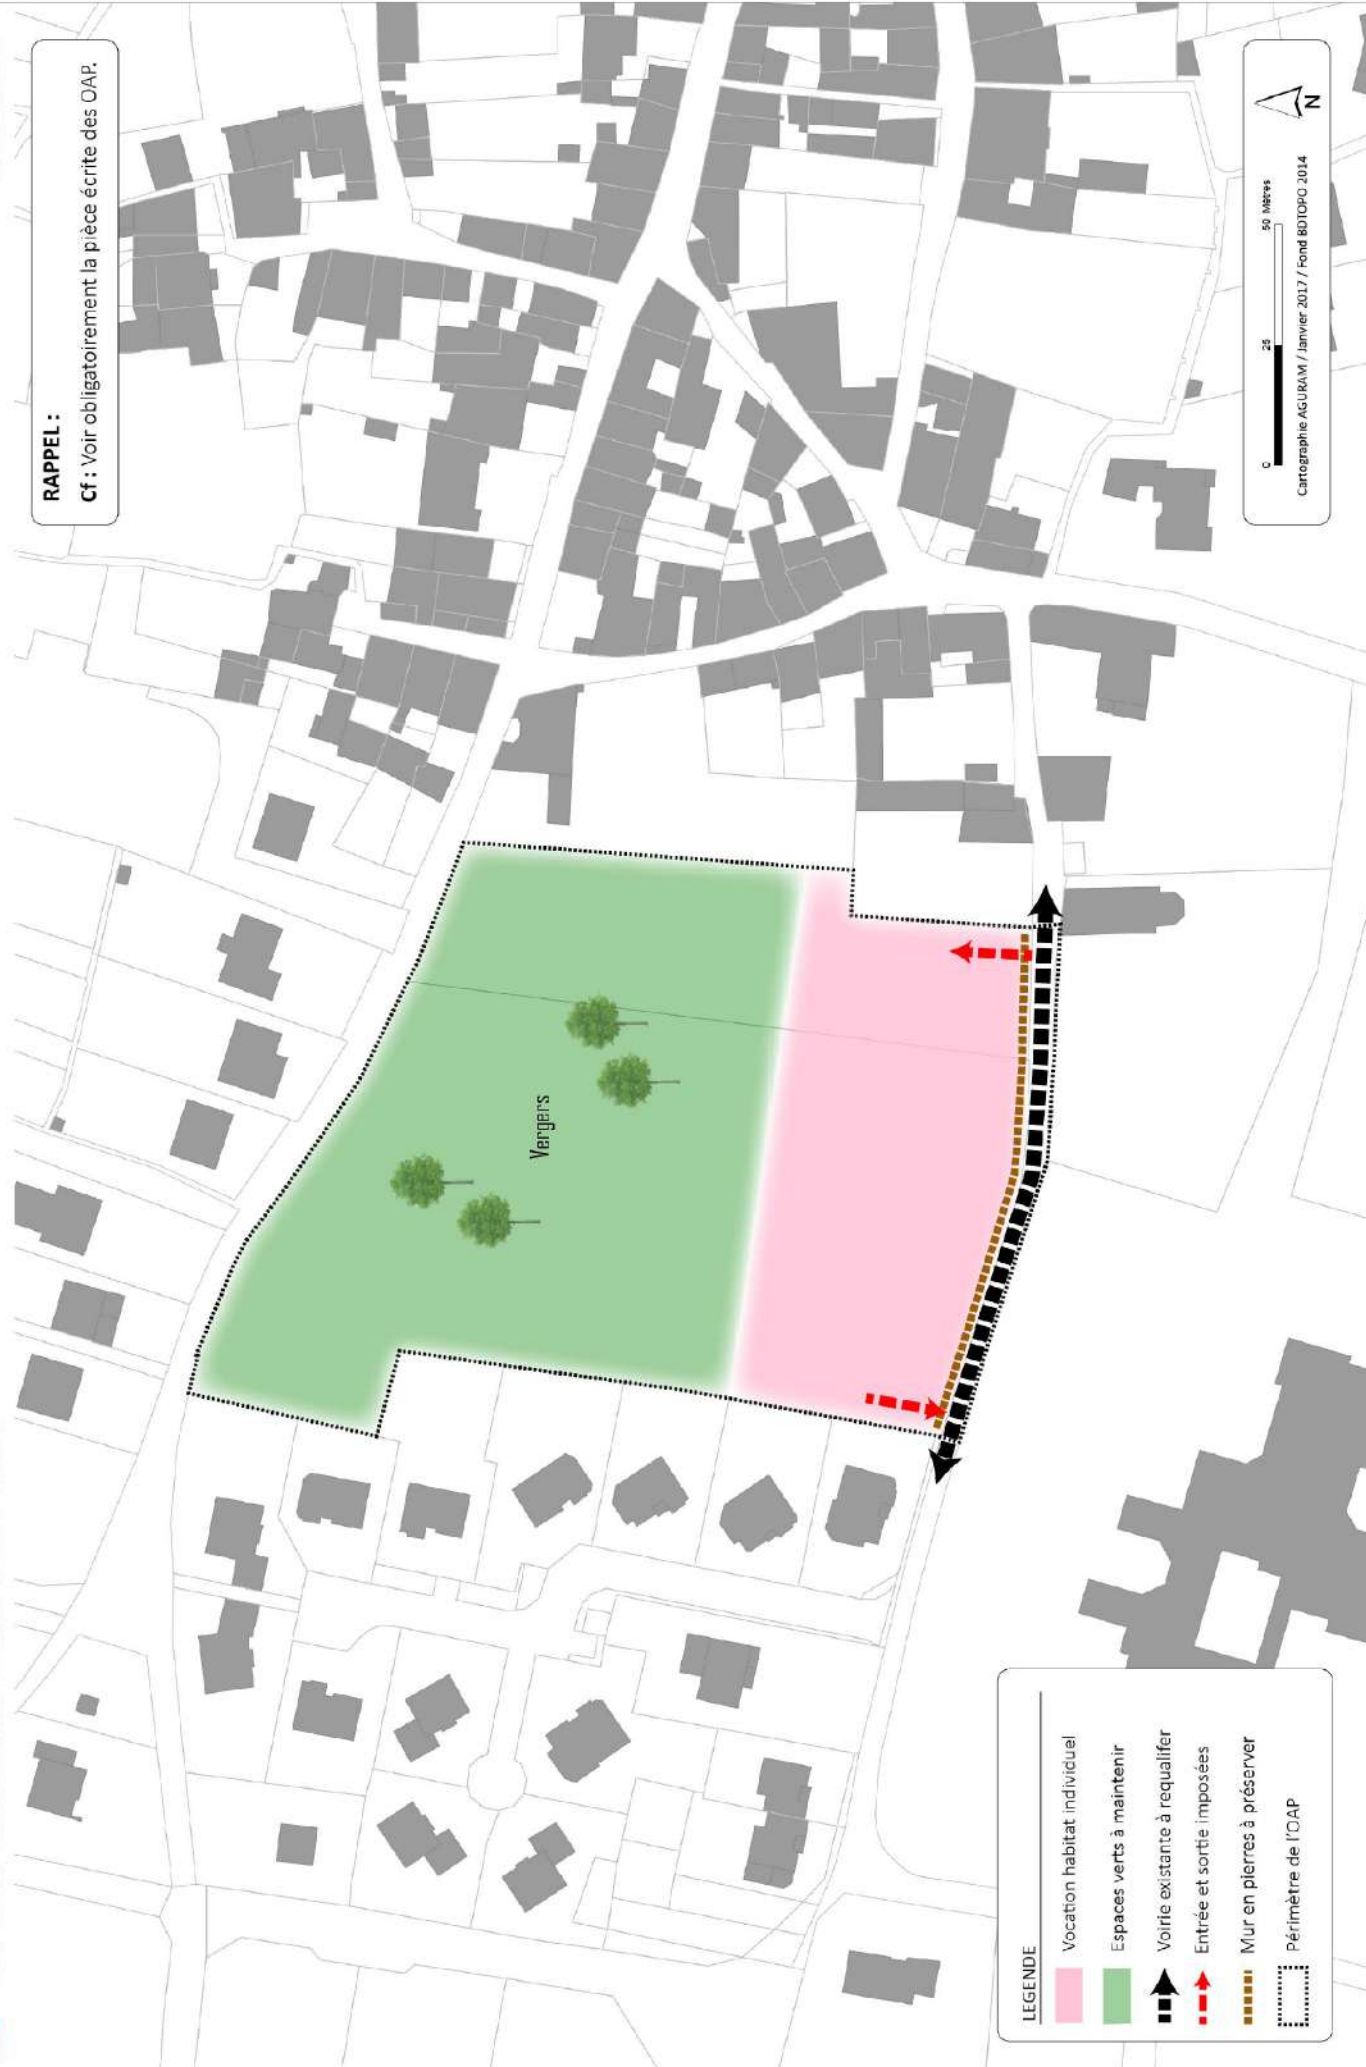 RAPPEL :
Cf : Voir obligatoirement la pièce écrite des OAP.
Vergers
LEGENDE
Vocation habitat individuel
Espaces verts à maintenir
Voirie existante à requalifer
Entrée et sortie imposées
Mur en pierres à préserver
Périmètre de l'OAP
0 25 50 Mètres
Cartographie AGURAM / Janvier 2017 / Fond BDTOPO 2014
N